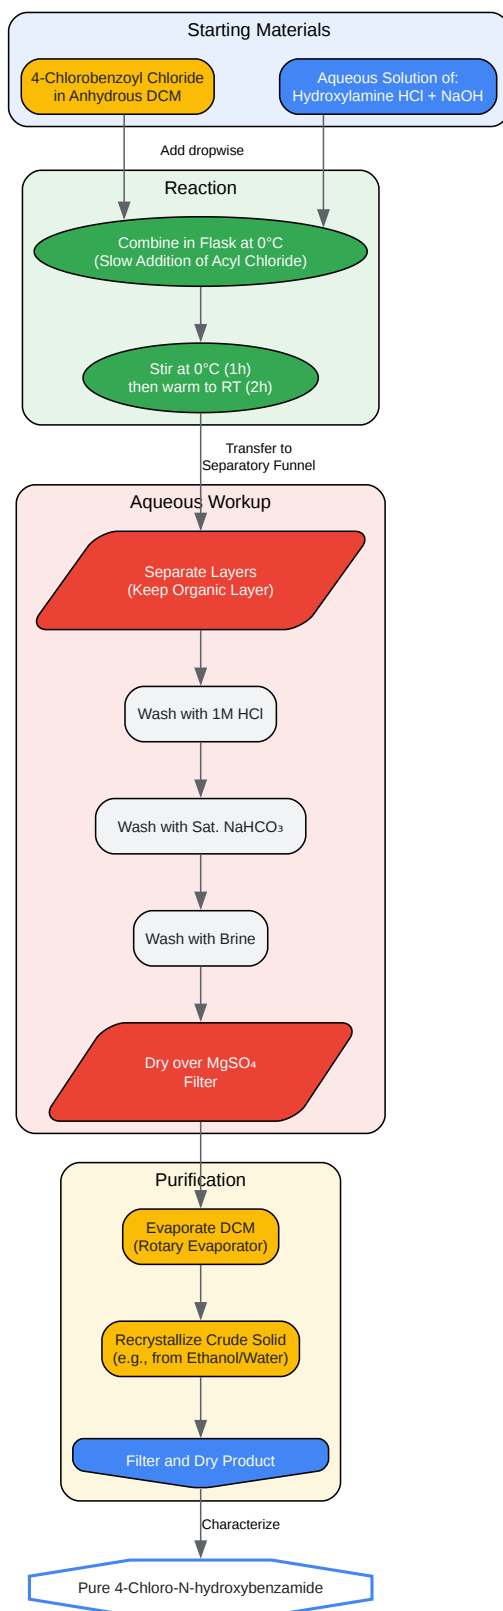 Starting Materials
4-Chlorobenzoyl Chloride
in Anhydrous DCM
Aqueous Solution of:
Hydroxylamine HCl + NaOH
Add dropwise
Reaction
Combine in Flask at 0°C
(Slow Addition of Acyl Chloride)
Stir at 0°C (1h)
then warm to RT (2h)
Transfer to
Separatory Funnel
Aqueous Workup
Separate Layers
(Keep Organic Layer)
Wash with 1M HCl
Wash with Sat. NaHCO₃
Wash with Brine
Dry over MgSO₄
Filter
Purification
Evaporate DCM
(Rotary Evaporator)
Recrystallize Crude Solid
(e.g., from Ethanol/Water)
Filter and Dry Product
Characterize
Pure 4-Chloro-N-hydroxybenzamide